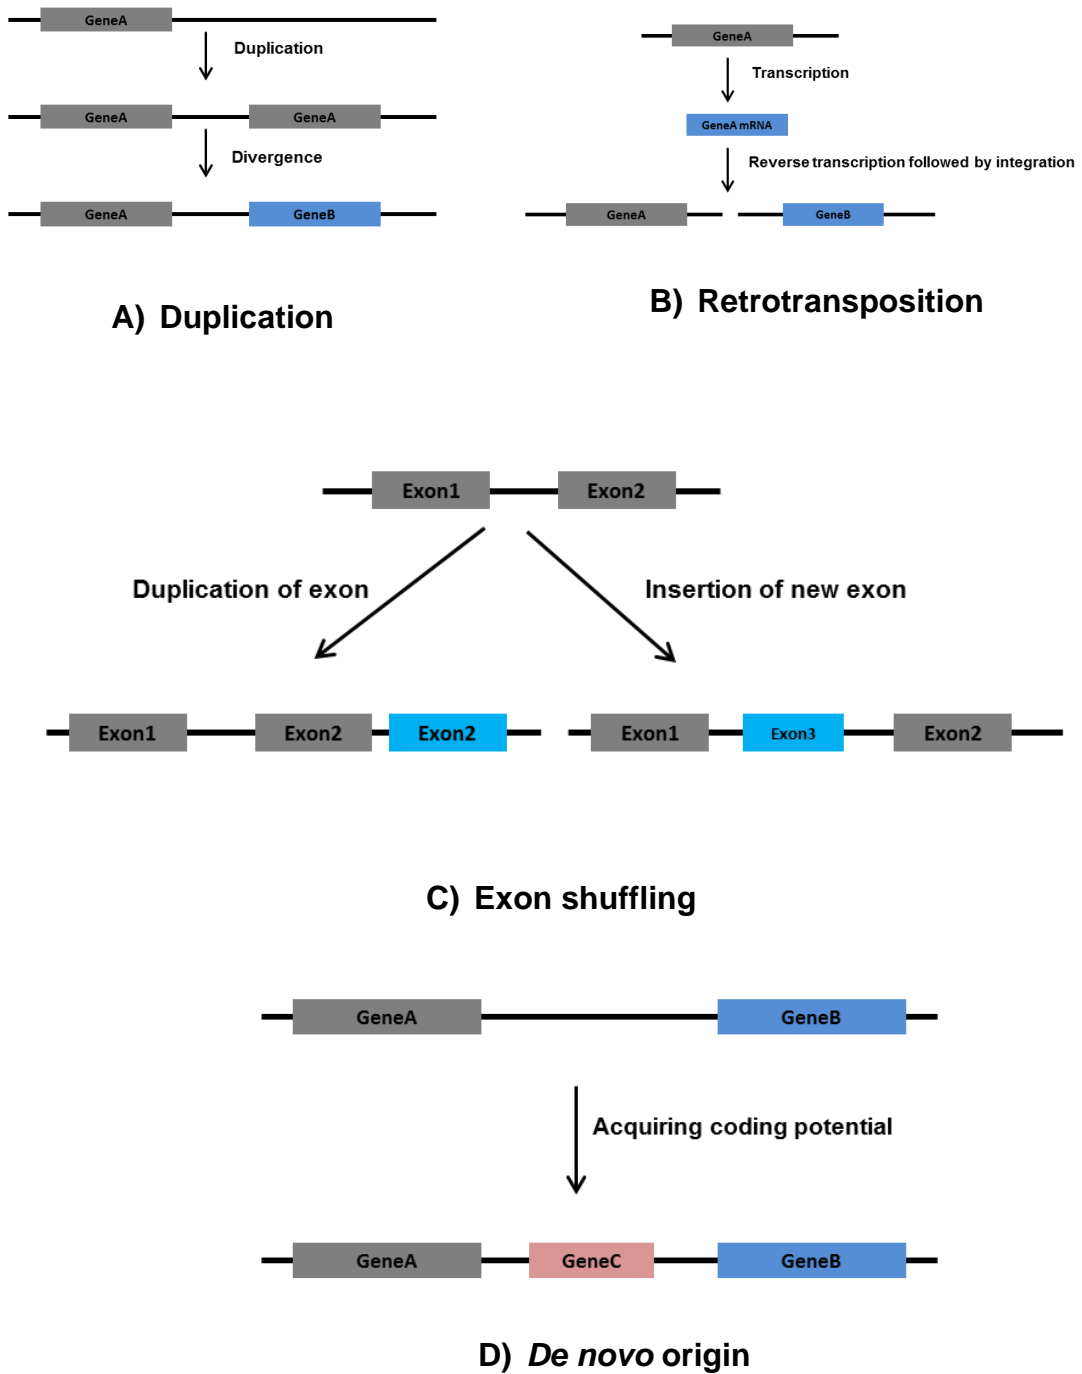 GeneA
Duplication
GeneA GeneA
Divergence
GeneA GeneB
A) Duplication
GeneA
Transcription
GeneA mRNA
Reverse transcription followed by integration
GeneA GeneB
B) Retrotransposition
Exon1 Exon2
Duplication of exon Insertion of new exon
Exon1 Exon2 Exon2 Exon1 Exon3 Exon2
C) Exon shuffling
GeneA GeneB
Acquiring coding potential
GeneA GeneC GeneB
D) De novo origin